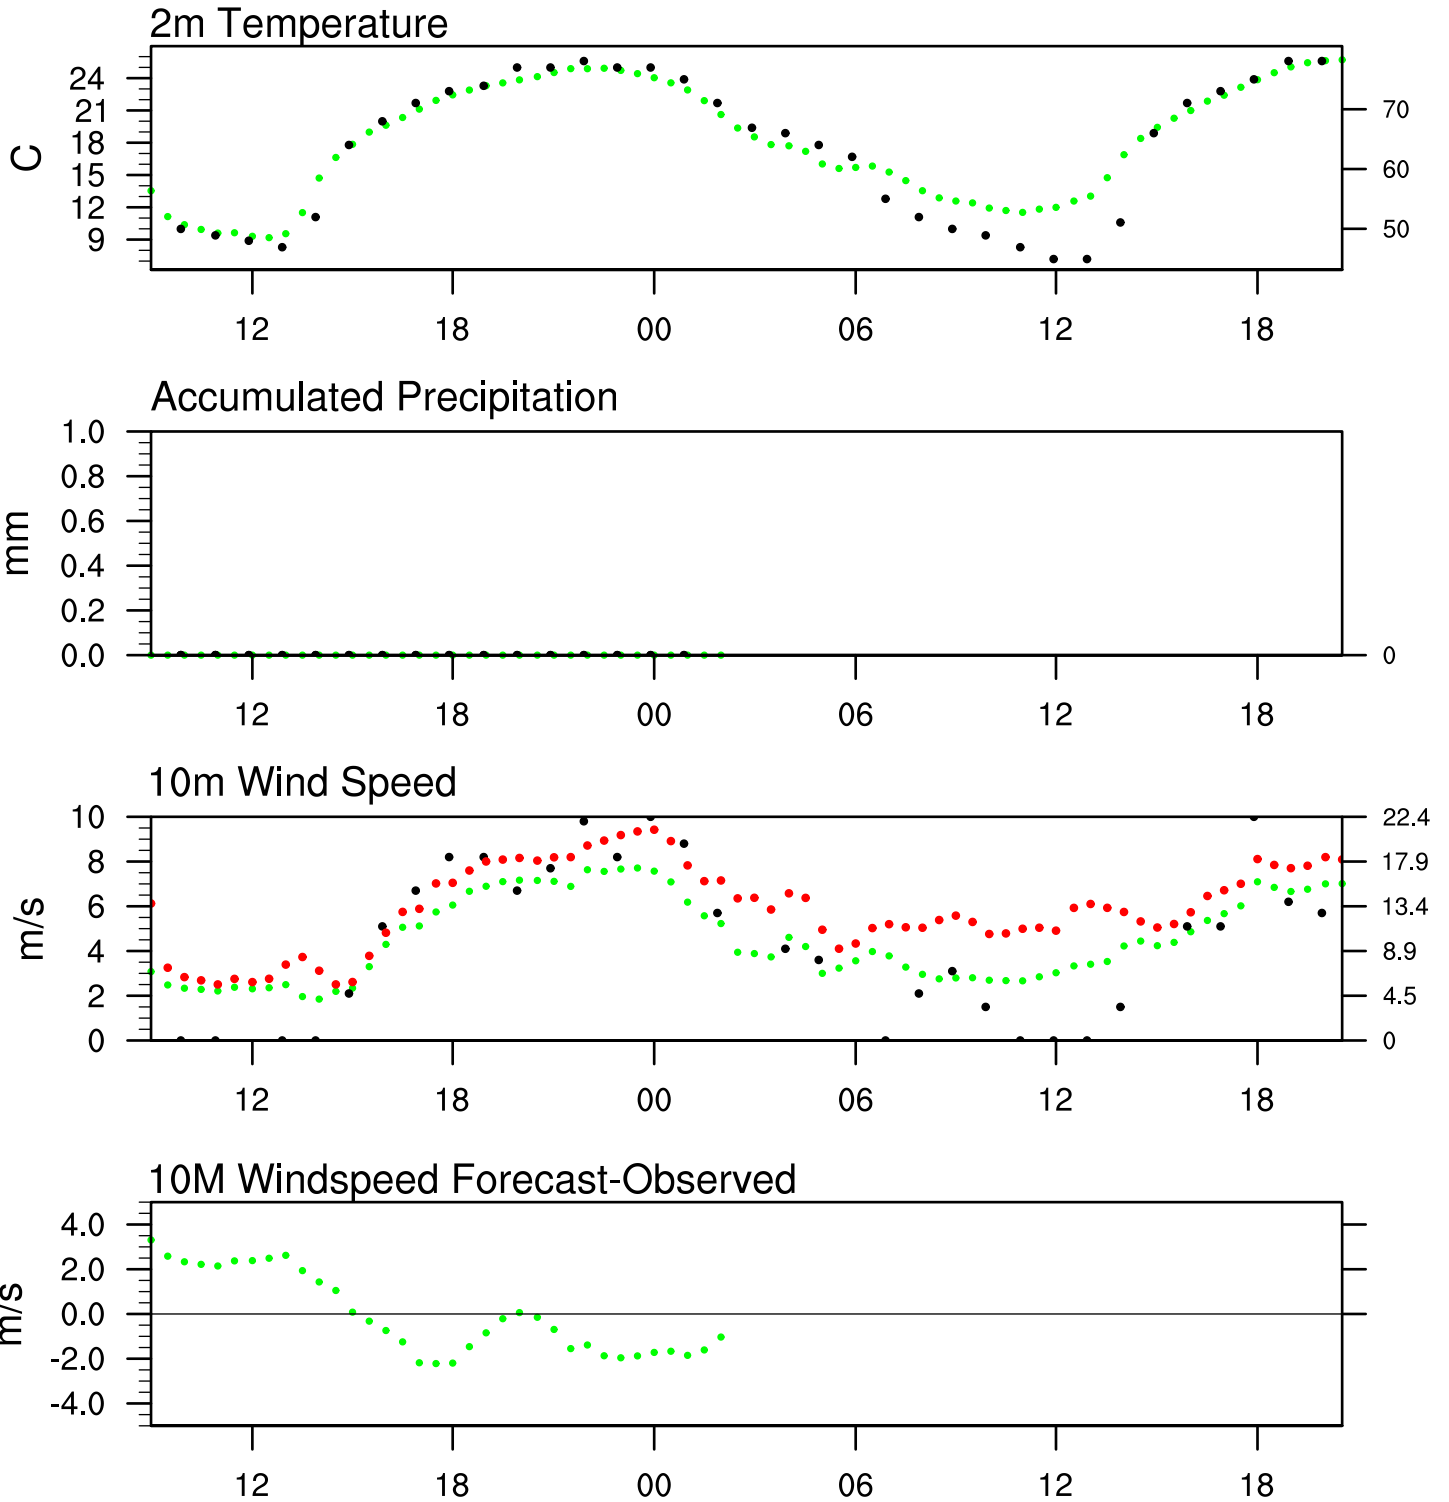 2m Temperature
C
24
21
18
15
12
9
70
60
50
12 18 00 06 12 18
Accumulated Precipitation
mm
1.0
0.8
0.6
0.4
0.2
0.0
0
12 18 00 06 12 18
10m Wind Speed
m/s
10
8
6
4
2
0
22.4
17.9
13.4
8.9
4.5
0
12 18 00 06 12 18
10M Windspeed Forecast-Observed
m/s
4.0
2.0
0.0
-2.0
-4.0
12 18 00 06 12 18